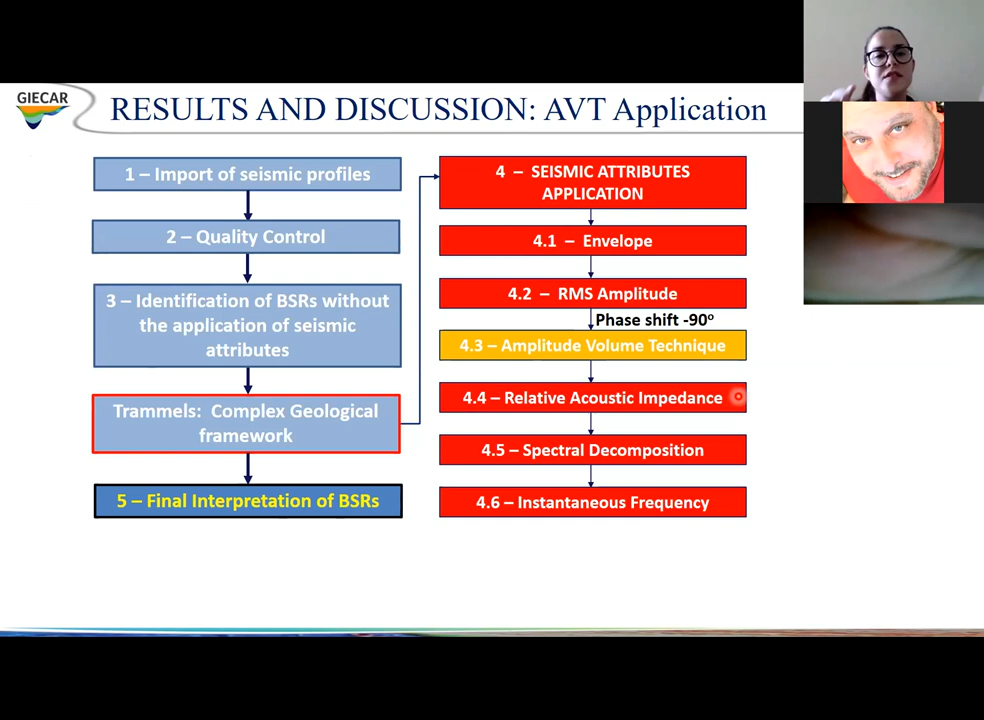 GIECAR
RESULTS AND DISCUSSION: AVT Application
1 – Import of seismic profiles
2 – Quality Control
3 – Identification of BSRs without
the application of seismic
attributes
Trammels: Complex Geological
framework
5 – Final Interpretation of BSRs
4 – SEISMIC ATTRIBUTES
APPLICATION
4.1 – Envelope
4.2 – RMS Amplitude
Phase shift -90º
4.3 – Amplitude Volume Technique
4.4 – Relative Acoustic Impedance
4.5 – Spectral Decomposition
4.6 – Instantaneous Frequency